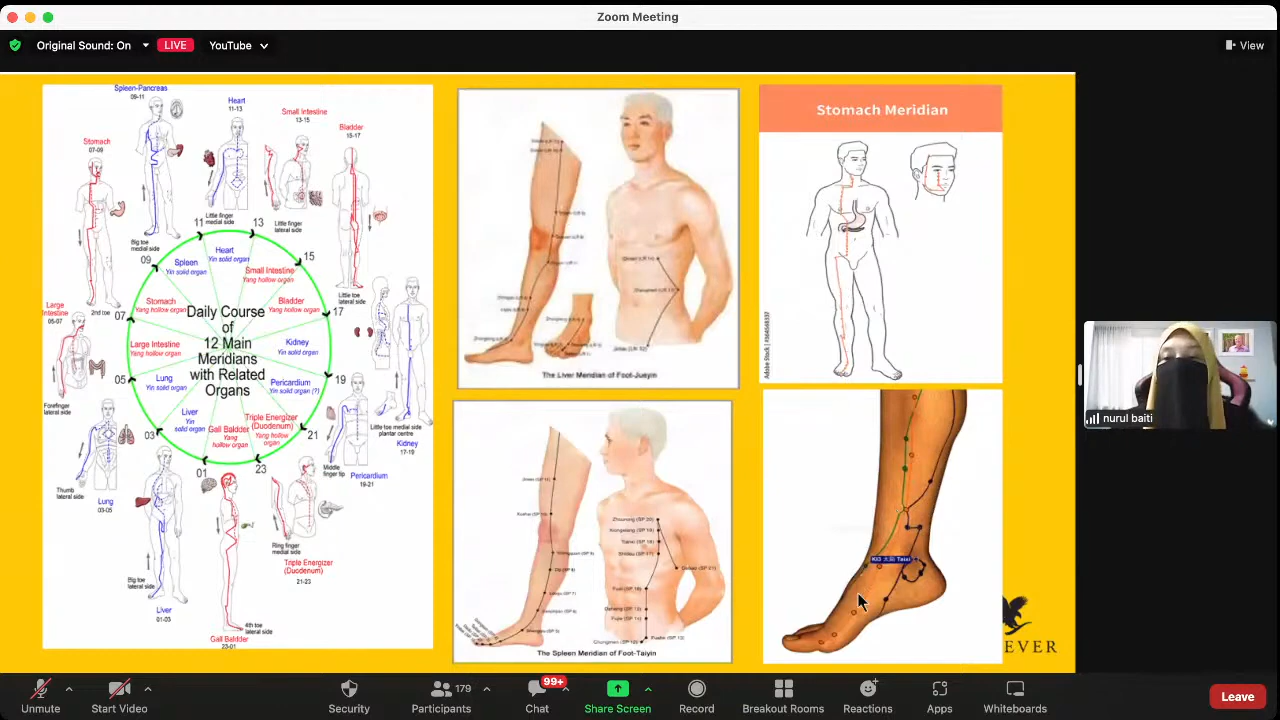 Zoom Meeting
Original Sound: On
LIVE
YouTube
View
Spleen-Pancreas
09-11
Heart
11-13
Small Intestine
13-15
Bladder
15-17
Stomach
07-09
Big toe
medial side
Little finger
medial side
Little finger
lateral side
11
13
09
15
Heart
Yin solid organ
Spleen
Yin solid organ
Small Intestine
Yang hollow organ
Little toe
lateral side
Large
Intestine
05-07
2nd toe
07
Stomach
Yang hollow organ
Bladder
Yang hollow organ
17
Daily Course
of
12 Main
Meridians
with Related
Organs
Large Intestine
Yang hollow organ
Kidney
Yin solid organ
05
Lung
Yin solid organ
Pericardium
Yin solid organ (?)
19
Forefinger
lateral side
Liver
Yin
solid organ
Gall Baldder
Yang
hollow organ
Triple Energizer
(Duodenum)
Yang hollow
organ
03
21
01
23
Little toe medial side
plantar centre
Kidney
17-19
Middle
finger tip
Pericardium
19-21
Thumb
lateral side
Lung
03-05
Ring finger
medial side
Triple Energizer
(Duodenum)
21-23
Big toe
lateral side
Liver
01-03
4th toe
lateral side
Gall Baldder
23-01
The Liver Meridian of Foot-Jueyin
The Spleen Meridian of Foot-Taiyin
Stomach Meridian
Adobe Stock
KI3 太谿 Taixi
EVER
nurul baiti
Unmute
Start Video
Security
Participants
179
Chat
99+
Share Screen
Record
Breakout Rooms
Reactions
Apps
Whiteboards
Leave